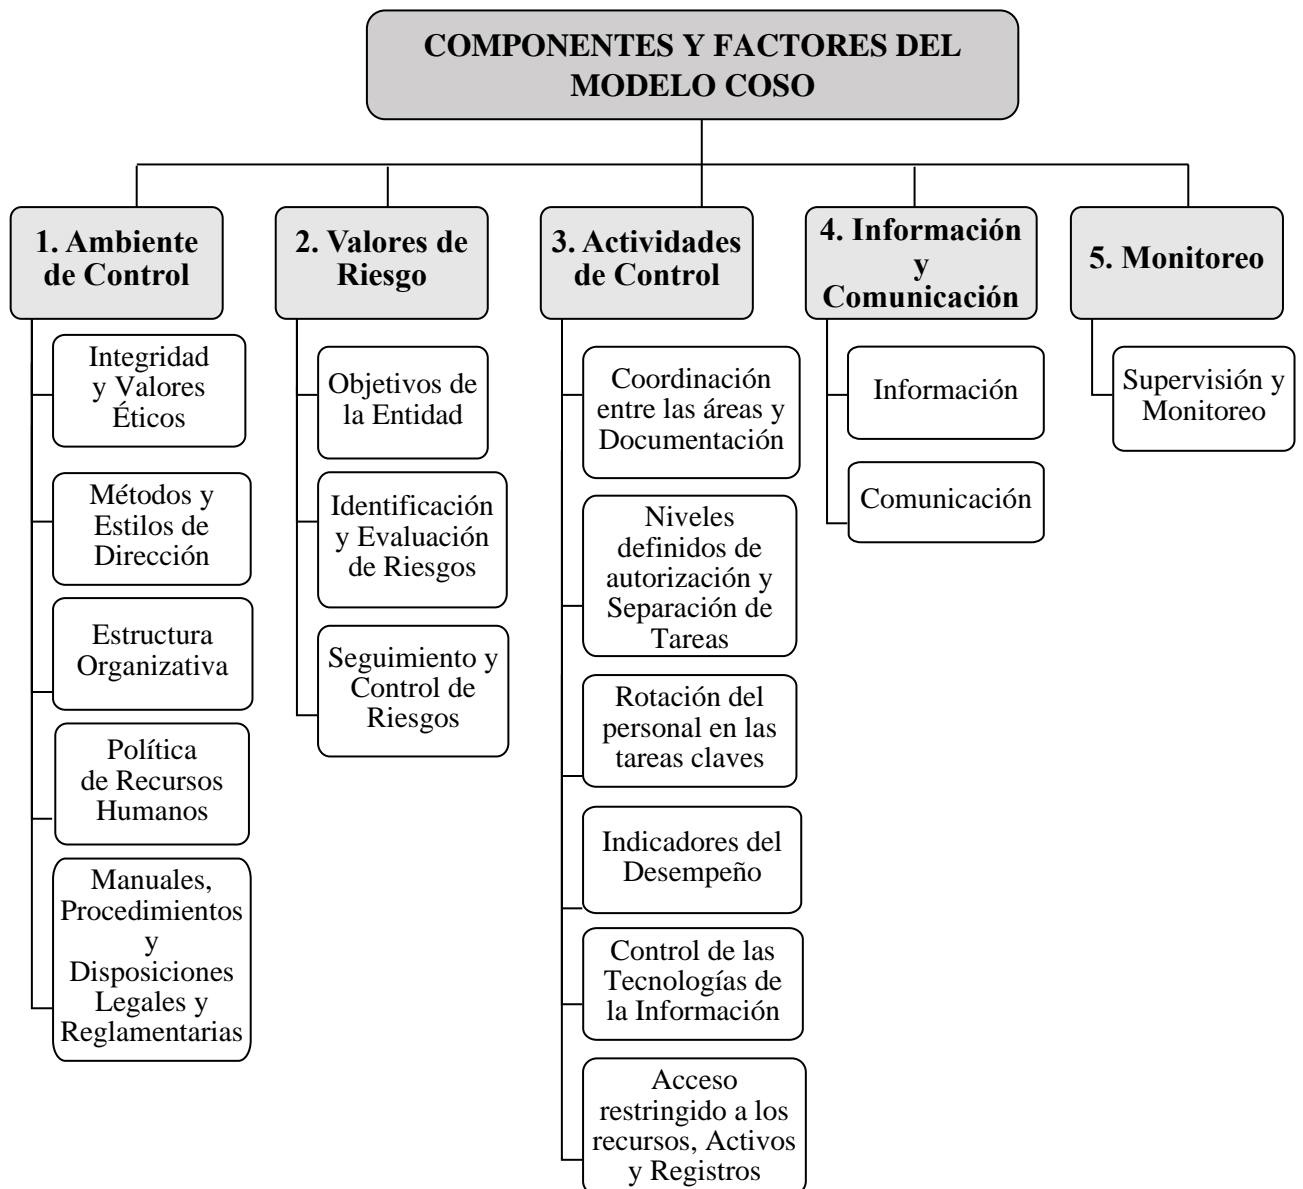 COMPONENTES Y FACTORES DEL
MODELO COSO
1. Ambiente
de Control
Integridad
y Valores
Éticos
Métodos y
Estilos de
Dirección
Estructura
Organizativa
Política
de Recursos
Humanos
Manuales,
Procedimientos
y
Disposiciones
Legales y
Reglamentarias
2. Valores de
Riesgo
Objetivos de
la Entidad
Identificación
y Evaluación
de Riesgos
Seguimiento y
Control de
Riesgos
3. Actividades
de Control
Coordinación
entre las áreas y
Documentación
Niveles
definidos de
autorización y
Separación de
Tareas
Rotación del
personal en las
tareas claves
Indicadores del
Desempeño
Control de las
Tecnologías de
la Información
Acceso
restringido a los
recursos, Activos
y Registros
4. Información
y
Comunicación
Información
Comunicación
5. Monitoreo
Supervisión y
Monitoreo